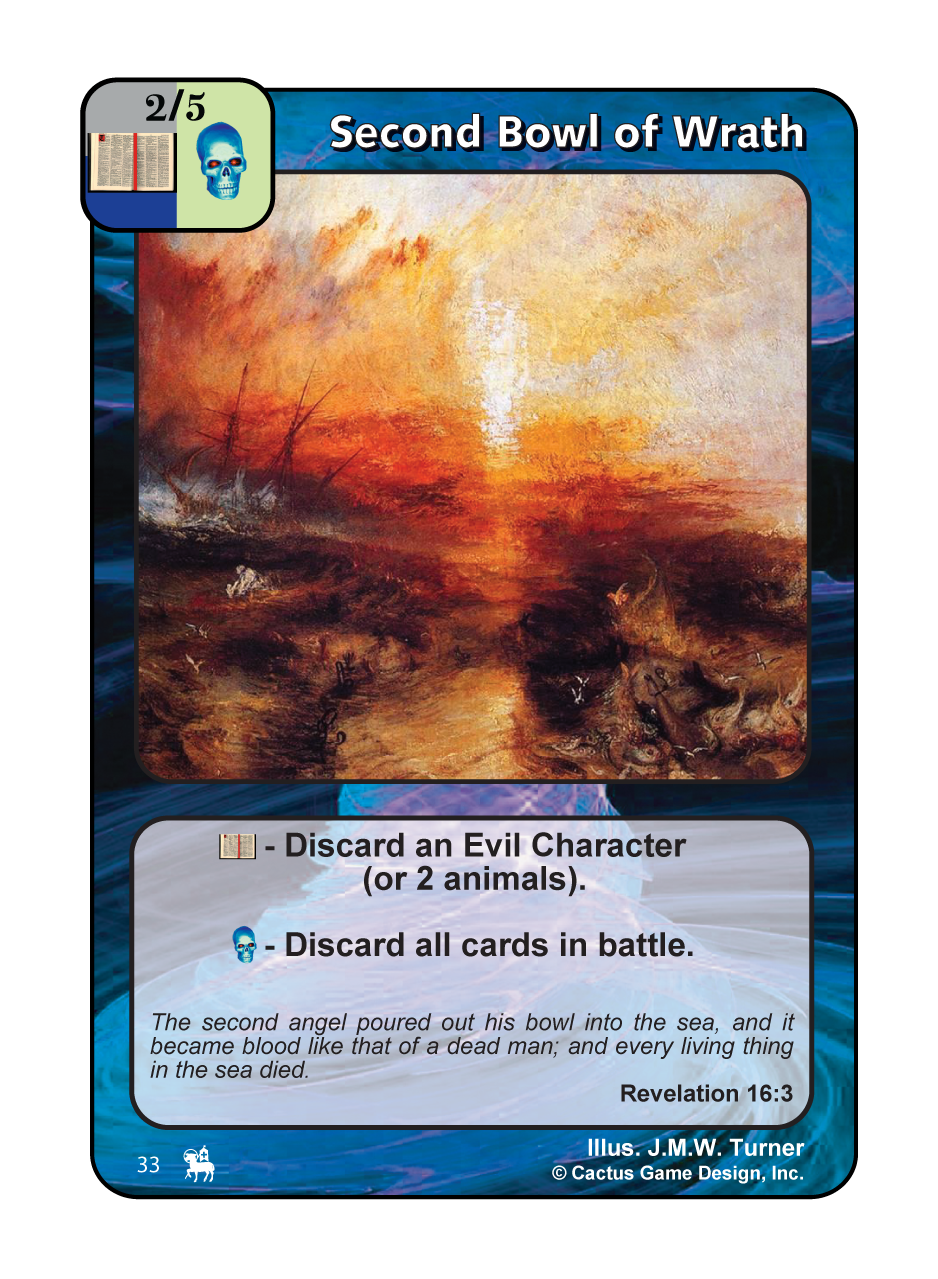 2/5
Second Bowl of Wrath
- Discard an Evil Character
(or 2 animals).
- Discard all cards in battle.
The second angel poured out his bowl into the sea, and it
became blood like that of a dead man; and every living thing
in the sea died.
Revelation 16:3
33
Illus. J.M.W. Turner
© Cactus Game Design, Inc.